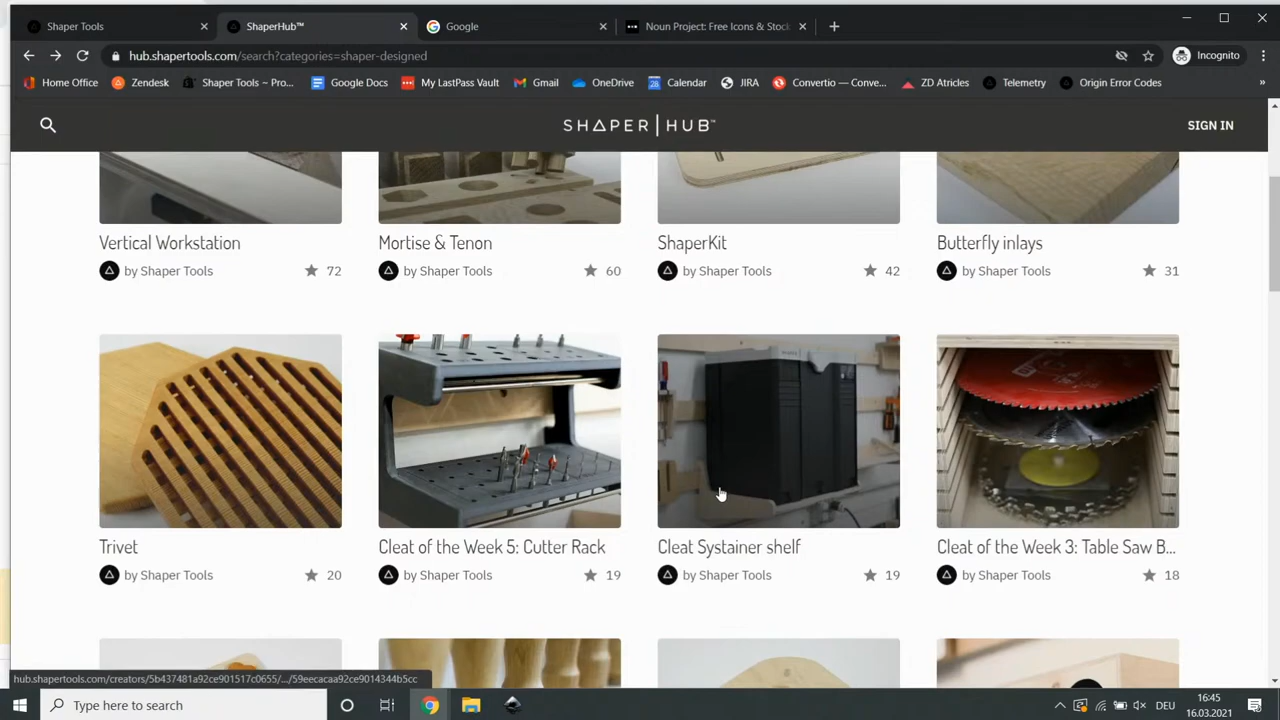 Shaper Tools
ShaperHub™
Google
Noun Project: Free Icons & Stock
hub.shapertools.com/search?categories=shaper-designed
Incognito
Home Office
Zendesk
Shaper Tools ~ Pro...
Google Docs
My LastPass Vault
Gmail
OneDrive
Calendar
JIRA
Convertio — Conve...
ZD Atricles
Telemetry
Origin Error Codes
»
SHAPER | HUB™
SIGN IN
Vertical Workstation
by Shaper Tools 72
Mortise & Tenon
by Shaper Tools 60
ShaperKit
by Shaper Tools 42
Butterfly inlays
by Shaper Tools 31
Trivet
by Shaper Tools 20
Cleat of the Week 5: Cutter Rack
by Shaper Tools 19
Cleat Systainer shelf
by Shaper Tools 19
Cleat of the Week 3: Table Saw B...
by Shaper Tools 18
hub.shapertools.com/creators/5b437481a92ce901517c0655/.../59eecacaa92ce9014344b5cc
Type here to search
DEU
16:45
16.03.2021